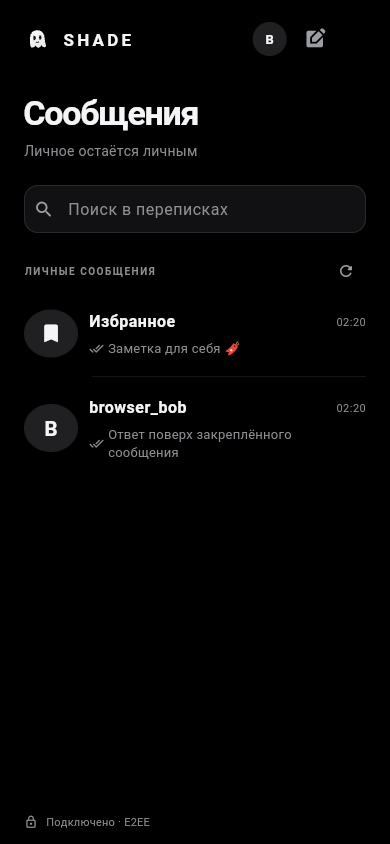 SHADE
B
Сообщения
Личное остаётся личным
Поиск в переписках
ЛИЧНЫЕ СООБЩЕНИЯ
Избранное
02:20
Заметка для себя 🧨
browser_bob
02:20
B
Ответ поверх закреплённого
сообщения
Подключено · E2EE